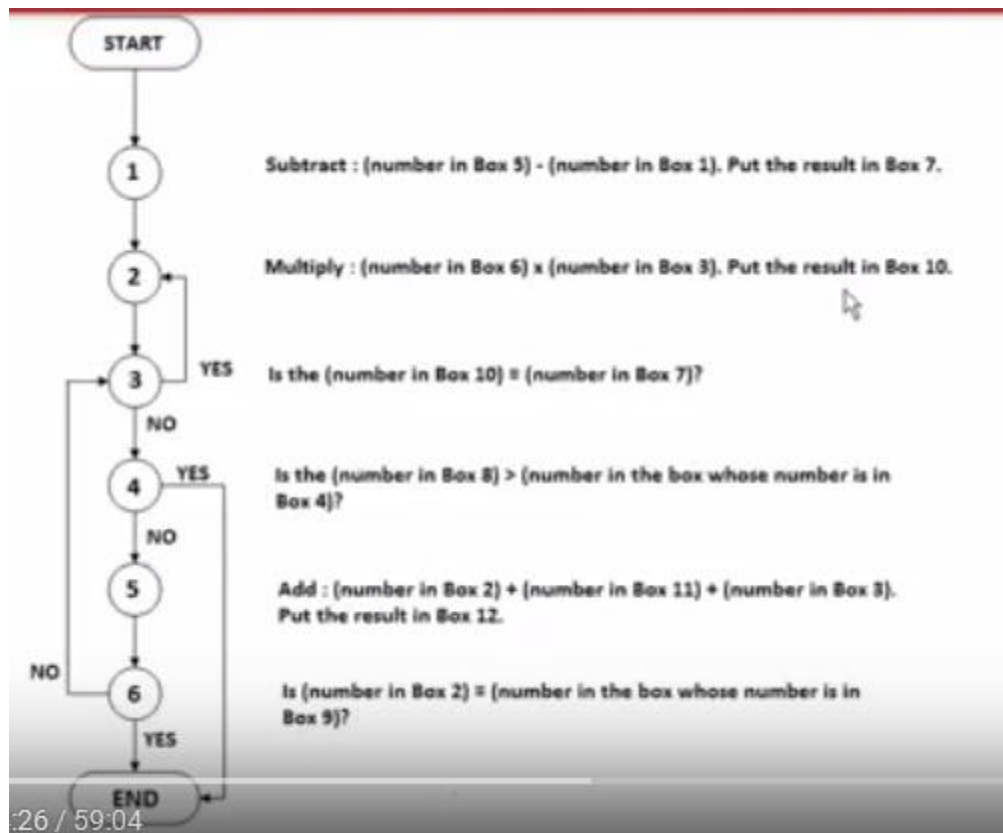 START
1
Subtract : (number in Box 5) - (number in Box 1). Put the result in Box 7.
2
Multiply : (number in Box 6) x (number in Box 3). Put the result in Box 10.
3
YES
Is the (number in Box 10) = (number in Box 7)?
NO
4
YES
Is the (number in Box 8) > (number in the box whose number is in
Box 4)?
NO
5
Add : (number in Box 2) + (number in Box 11) + (number in Box 3).
Put the result in Box 12.
NO
6
Is (number in Box 2) = (number in the box whose number is in
Box 9)?
YES
END
:26 / 59:04